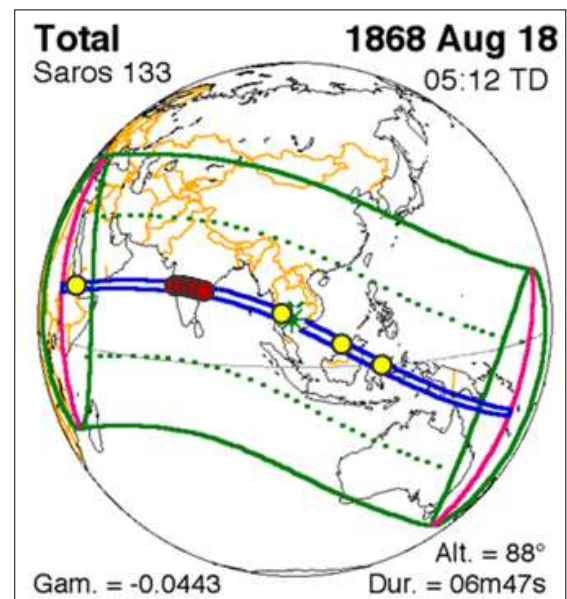 Total 1868 Aug 18
Saros 133 05:12 TD
Alt. = 88°
Gam. = -0.0443 Dur. = 06m47s